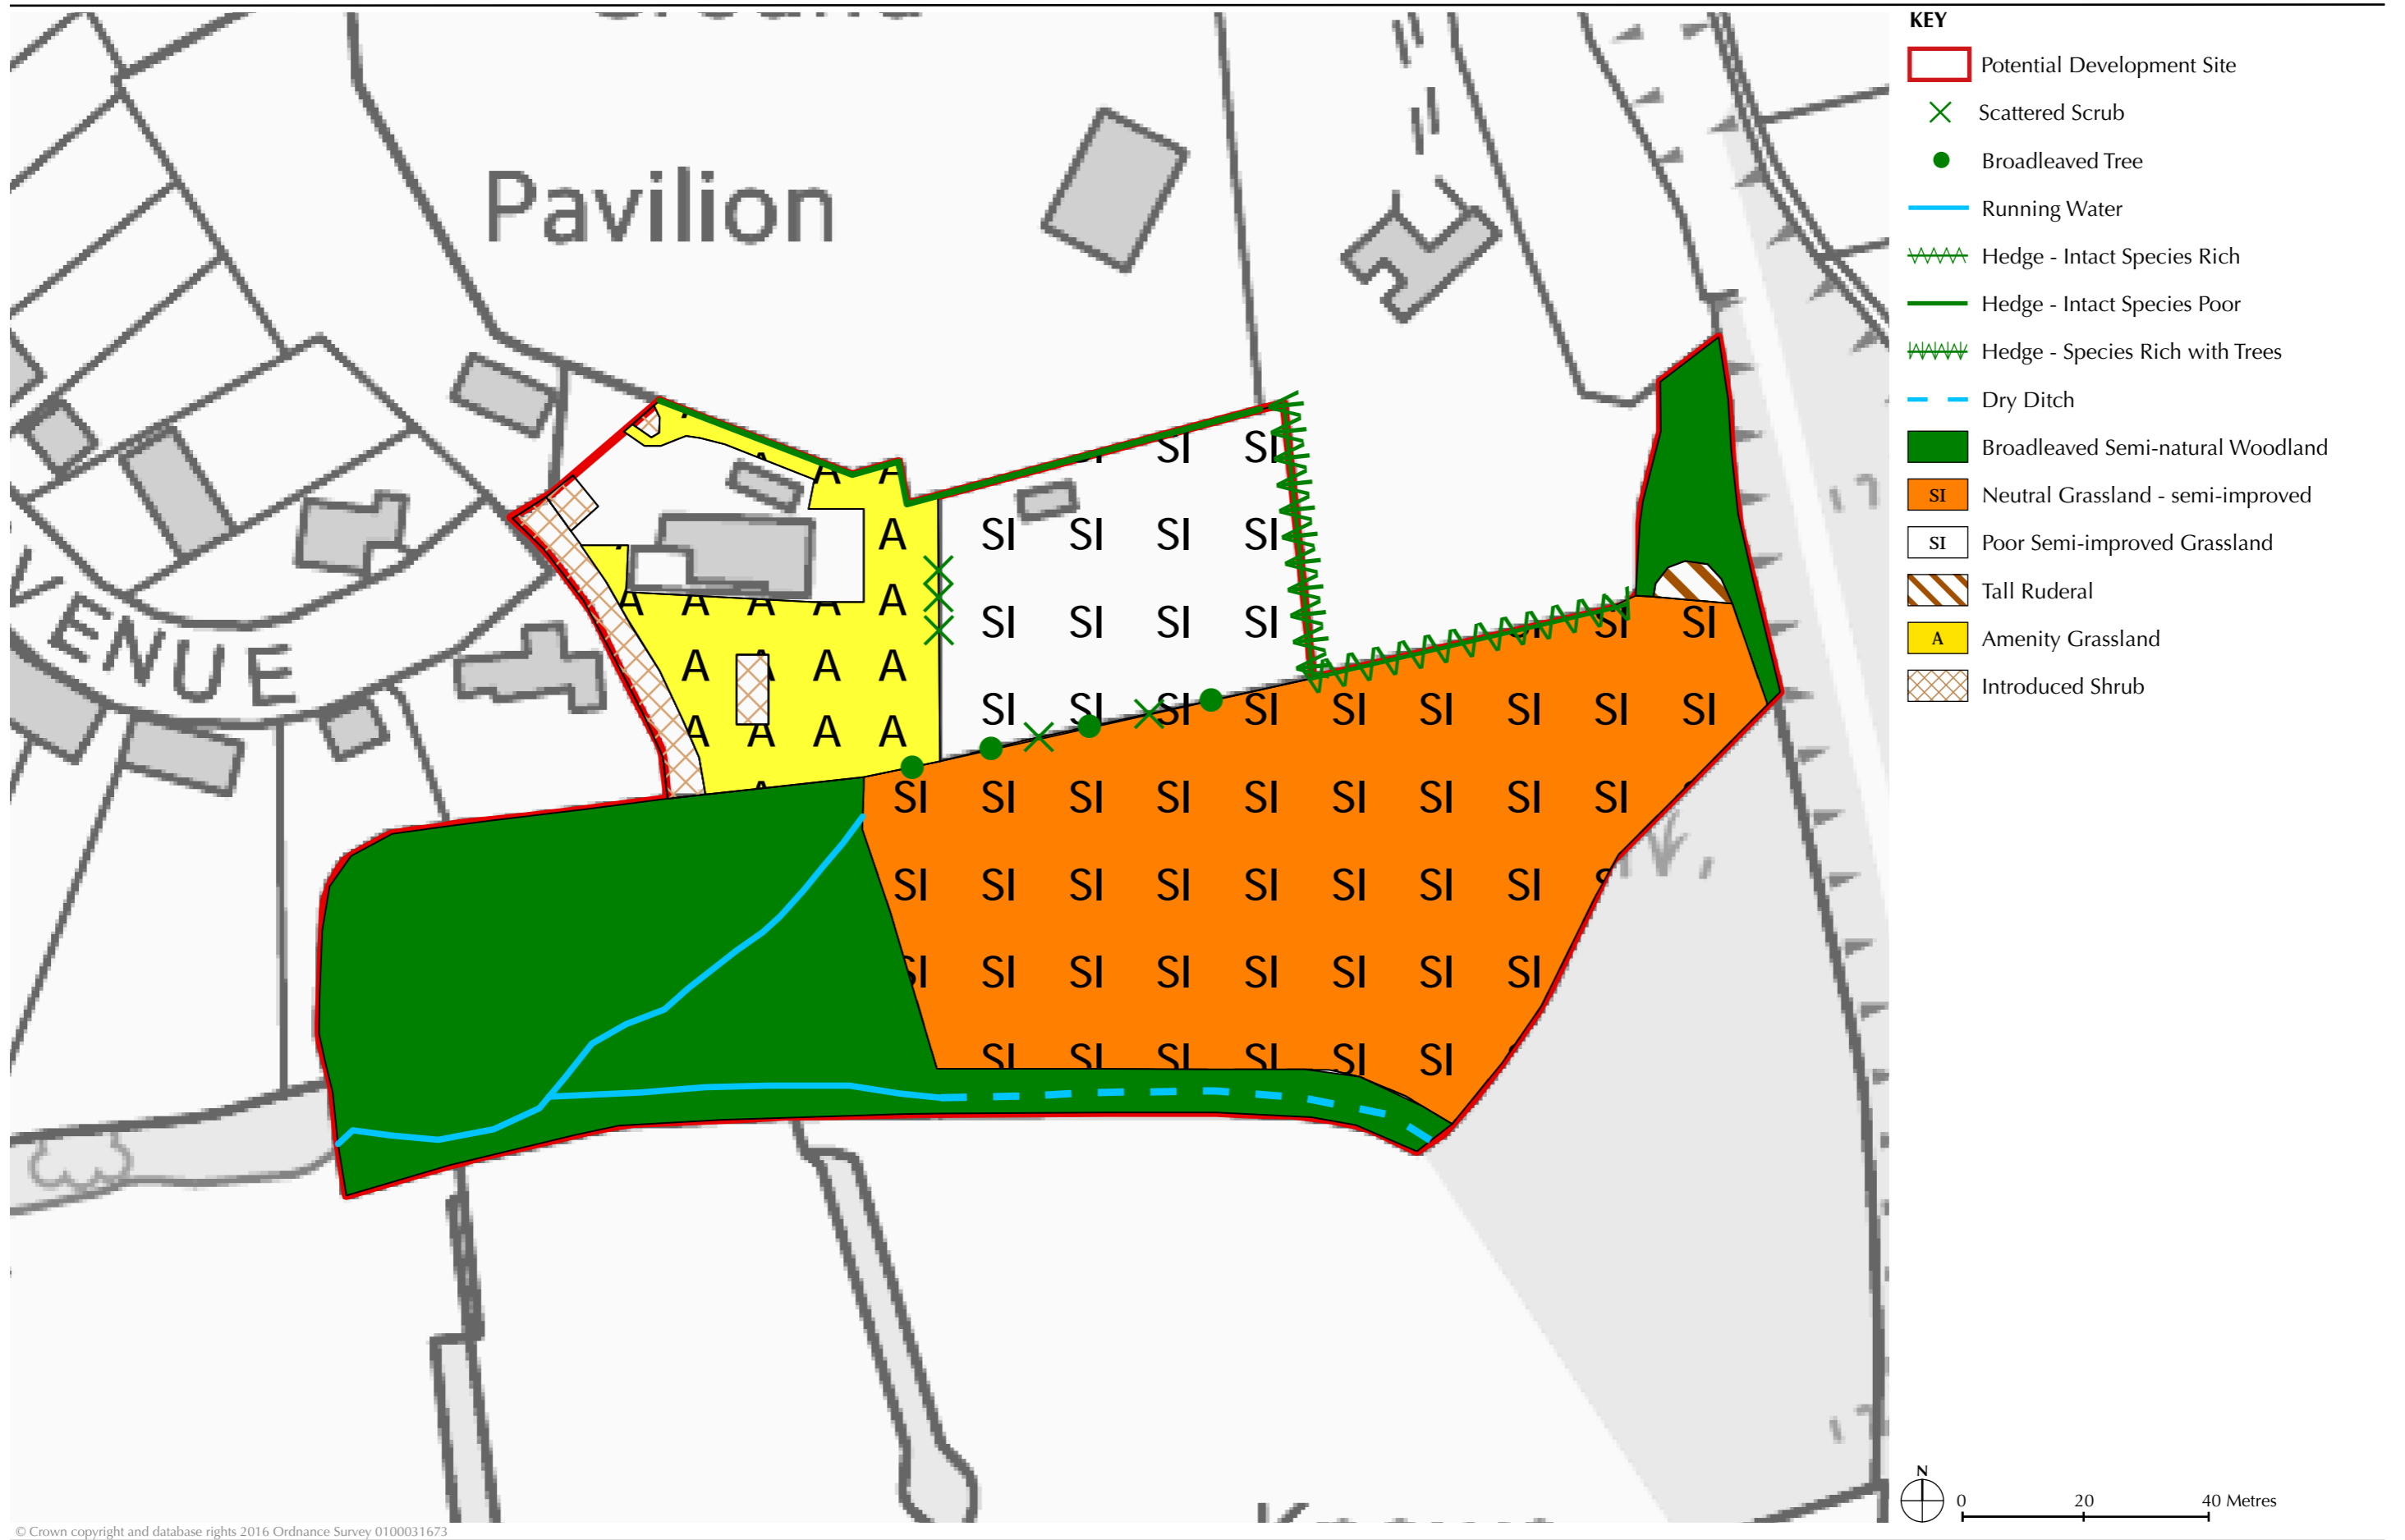 Pavilion
SI SI
A A
A SI SI SI SI
A A A A A
SI SI SI SI SI SI SI
VENUE
A A A A
SI SI SI SI SI SI SI SI SI
A A A A
SI SI SI SI SI SI SI SI SI
SI SI SI SI SI SI SI SI
SI SI SI SI SI SI SI SI
SI SI SI SI SI SI
KEY
Potential Development Site
Scattered Scrub
Broadleaved Tree
Running Water
Hedge - Intact Species Rich
Hedge - Intact Species Poor
Hedge - Species Rich with Trees
Dry Ditch
Broadleaved Semi-natural Woodland
SI Neutral Grassland - semi-improved
SI Poor Semi-improved Grassland
Tall Ruderal
A Amenity Grassland
Introduced Shrub
N
0 20 40 Metres
© Crown copyright and database rights 2016 Ordnance Survey 0100031673